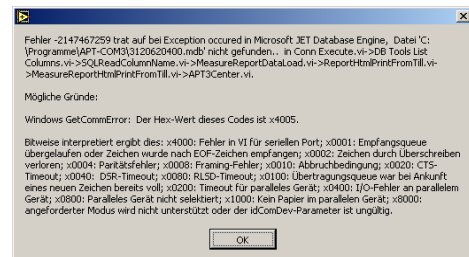 Fehler -2147467259 trat auf bei Exception occured in Microsoft JET Database Engine,  Datei 'C:
\Programme\APT-COM3\3120620400.mdb' nicht gefunden.. in Conn Execute.vi->DB Tools List
Columns.vi->SQLReadColumnName.vi->MeasureReportDataLoad.vi->ReportHtmlPrintFromTill.vi-
>MeasureReportHtmlPrintFromTill.vi->APT3Center.vi.
Mögliche Gründe:
Windows GetCommError:  Der Hex-Wert dieses Codes ist x4005.
Bitweise interpretiert ergibt dies: x4000: Fehler in VI für seriellen Port; x0001: Empfangsqueue
übergelaufen oder Zeichen wurde nach EOF-Zeichen empfangen; x0002: Zeichen durch Überschreiben
verloren; x0004: Paritätsfehler; x0008: Framing-Fehler; x0010: Abbruchbedingung; x0020: CTS-
Timeout; x0040:  DSR-Timeout; x0080: RLSD-Timeout; x0100: Übertragungsqueue war bei Ankunft
eines neuen Zeichen bereits voll; x0200: Timeout für paralleles Gerät; x0400: I/O-Fehler an parallelem
Gerät; x0800: Paralleles Gerät nicht selektiert; x1000: Kein Papier im parallelen Gerät; x8000:
angeforderter Modus wird nicht unterstützt oder der idComDev-Parameter ist ungültig.
OK